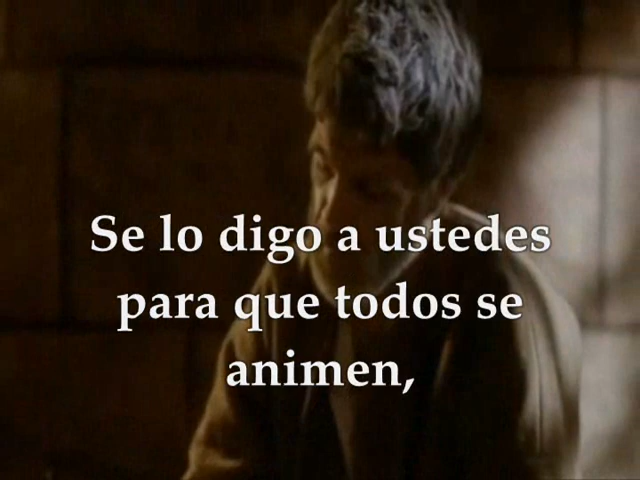 Se lo digo a ustedes
para que todos se
animen,